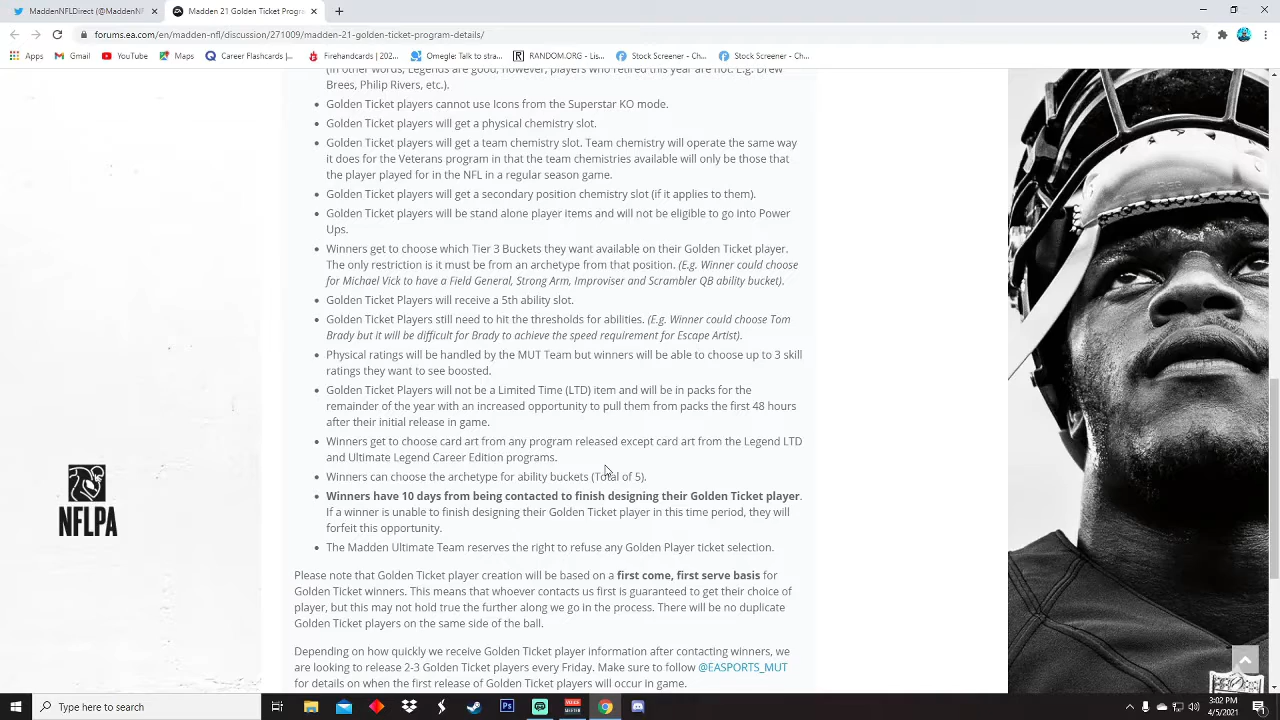 MaddenNFLDirect (@MaddenNF
Madden 21 Golden Ticket Progra
forums.ea.com/en/madden-nfl/discussion/271009/madden-21-golden-ticket-program-details/
Apps
Gmail
YouTube
Maps
Career Flashcards |...
Firehandcards | 202...
Omegle Talk to stra...
RANDOM.ORG - Lis...
Stock Screener - Ch...
Stock Screener - Ch...
(in other words, Legends are good, however, players who retired this year are not. E.g. Drew
Brees, Philip Rivers, etc.).
Golden Ticket players cannot use Icons from the Superstar KO mode.
Golden Ticket players will get a physical chemistry slot.
Golden Ticket players will get a team chemistry slot. Team chemistry will operate the same way
it does for the Veterans program in that the team chemistries available will only be those that
the player played for in the NFL in a regular season game.
Golden Ticket players will get a secondary position chemistry slot (if it applies to them).
Golden Ticket players will be stand alone player items and will not be eligible to go into Power
Ups.
Winners get to choose which Tier 3 Buckets they want available on their Golden Ticket player.
The only restriction is it must be from an archetype from that position. (E.g. Winner could choose
for Michael Vick to have a Field General, Strong Arm, Improviser and Scrambler QB ability bucket).
Golden Ticket Players will receive a 5th ability slot.
Golden Ticket Players still need to hit the thresholds for abilities. (E.g. Winner could choose Tom
Brady but it will be difficult for Brady to achieve the speed requirement for Escape Artist).
Physical ratings will be handled by the MUT Team but winners will be able to choose up to 3 skill
ratings they want to see boosted.
Golden Ticket Players will not be a Limited Time (LTD) item and will be in packs for the
remainder of the year with an increased opportunity to pull them from packs the first 48 hours
after their initial release in game.
Winners get to choose card art from any program released except card art from the Legend LTD
and Ultimate Legend Career Edition programs.
Winners can choose the archetype for ability buckets (Total of 5).
Winners have 10 days from being contacted to finish designing their Golden Ticket player.
If a winner is unable to finish designing their Golden Ticket player in this time period, they will
forfeit this opportunity.
The Madden Ultimate Team reserves the right to refuse any Golden Player ticket selection.
Please note that Golden Ticket player creation will be based on a first come, first serve basis for
Golden Ticket winners. This means that whoever contacts us first is guaranteed to get their choice of
player, but this may not hold true the further along we go in the process. There will be no duplicate
Golden Ticket players on the same side of the ball.
Depending on how quickly we receive Golden Ticket player information after contacting winners, we
are looking to release 2-3 Golden Ticket players every Friday. Make sure to follow @EASPORTS_MUT
for details on when the first release of Golden Ticket players will occur in game.
NFLPA
Type here to search
3:02 PM
4/5/2021